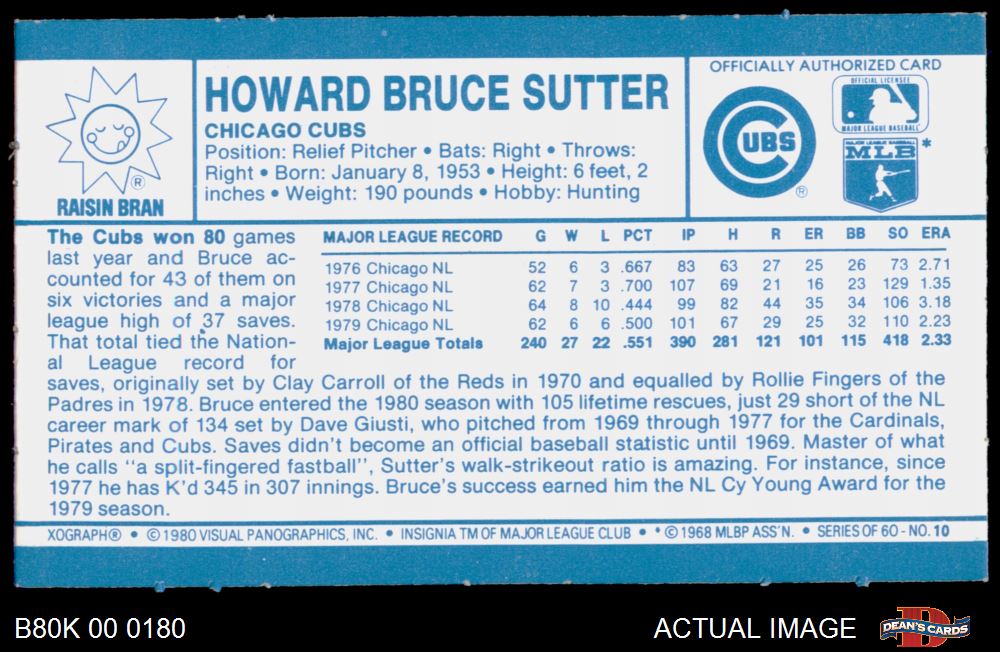 RAISIN BRAN
®
HOWARD BRUCE SUTTER
CHICAGO CUBS
Position: Relief Pitcher • Bats: Right • Throws:
Right • Born: January 8, 1953 • Height: 6 feet, 2
inches • Weight: 190 pounds • Hobby: Hunting
OFFICIALLY AUTHORIZED CARD
CUBS
®
OFFICIAL LICENSEE
MAJOR LEAGUE BASEBALL
MAJOR LEAGUE BASEBALL
MLB *
The Cubs won 80 games
last year and Bruce ac-
counted for 43 of them on
six victories and a major
league high of 37 saves.
That total tied the Nation-
al League record for
saves, originally set by Clay Carroll of the Reds in 1970 and equalled by Rollie Fingers of the
Padres in 1978. Bruce entered the 1980 season with 105 lifetime rescues, just 29 short of the NL
career mark of 134 set by Dave Giusti, who pitched from 1969 through 1977 for the Cardinals,
Pirates and Cubs. Saves didn't become an official baseball statistic until 1969. Master of what
he calls "a split-fingered fastball", Sutter's walk-strikeout ratio is amazing. For instance, since
1977 he has K'd 345 in 307 innings. Bruce's success earned him the NL Cy Young Award for the
1979 season.
MAJOR LEAGUE RECORD G W L PCT IP H R ER BB SO ERA
1976 Chicago NL 52 6 3 .667 83 63 27 25 26 73 2.71
1977 Chicago NL 62 7 3 .700 107 69 21 16 23 129 1.35
1978 Chicago NL 64 8 10 .444 99 82 44 35 34 106 3.18
1979 Chicago NL 62 6 6 .500 101 67 29 25 32 110 2.23
Major League Totals 240 27 22 .551 390 281 121 101 115 418 2.33
XOGRAPH® • © 1980 VISUAL PANOGRAPHICS, INC. • INSIGNIA TM OF MAJOR LEAGUE CLUB • * © 1968 MLBP ASS'N. • SERIES OF 60 - NO. 10
B80K 00 0180
ACTUAL IMAGE
D
DEAN'S CARDS